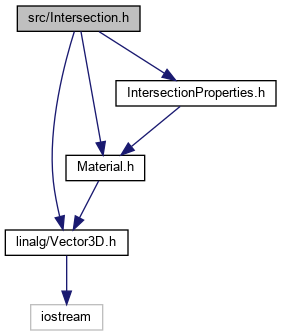 src/Intersection.h
IntersectionProperties.h
Material.h
linalg/Vector3D.h
iostream